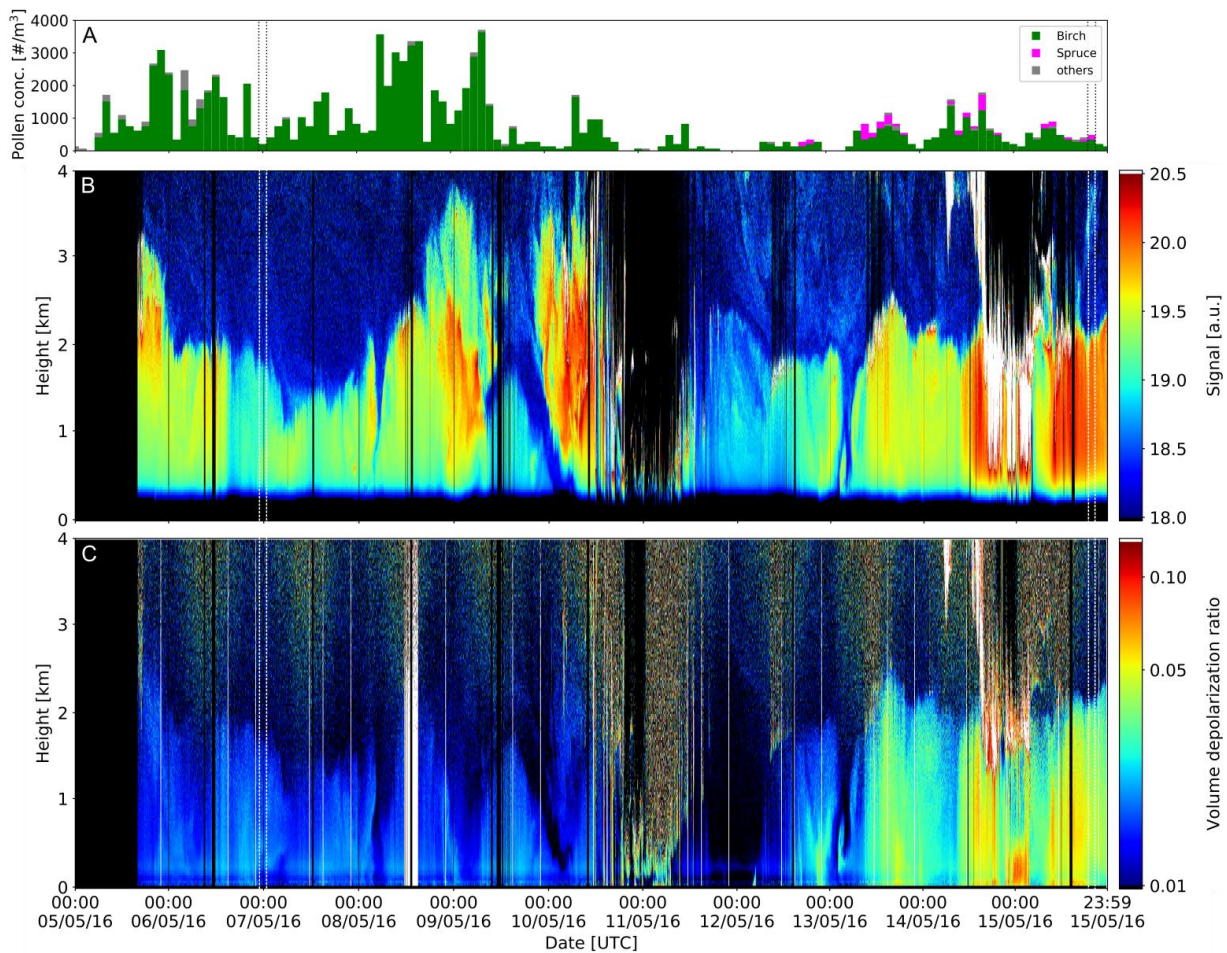 A
Pollen conc. [#/m³]
4000
3000
2000
1000
0
Birch
Spruce
others
B
Height [km]
4
3
2
1
0
20.5
20.0
19.5
19.0
18.5
18.0
Signal [a.u.]
C
Height [km]
4
3
2
1
0
0.10
0.05
0.01
Volume depolarization ratio
00:00 00:00 00:00 00:00 00:00 00:00 00:00 00:00 00:00 00:00 00:00 23:59
05/05/16 06/05/16 07/05/16 08/05/16 09/05/16 10/05/16 11/05/16 12/05/16 13/05/16 14/05/16 15/05/16 15/05/16
Date [UTC]